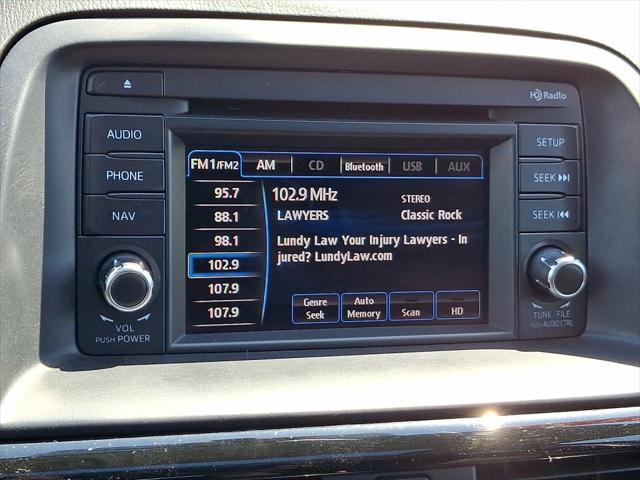 HD Radio
AUDIO
PHONE
NAV
VOL
PUSH POWER
FM1/FM2 AM CD Bluetooth USB AUX
95.7
88.1
98.1
102.9
107.9
107.9
102.9 MHz STEREO
LAWYERS Classic Rock
Lundy Law Your Injury Lawyers - In
jured? LundyLaw.com
Genre
Seek
Auto
Memory
Scan
HD
SETUP
SEEK
SEEK
TUNE/FILE
PUSH AUDIO CTRL